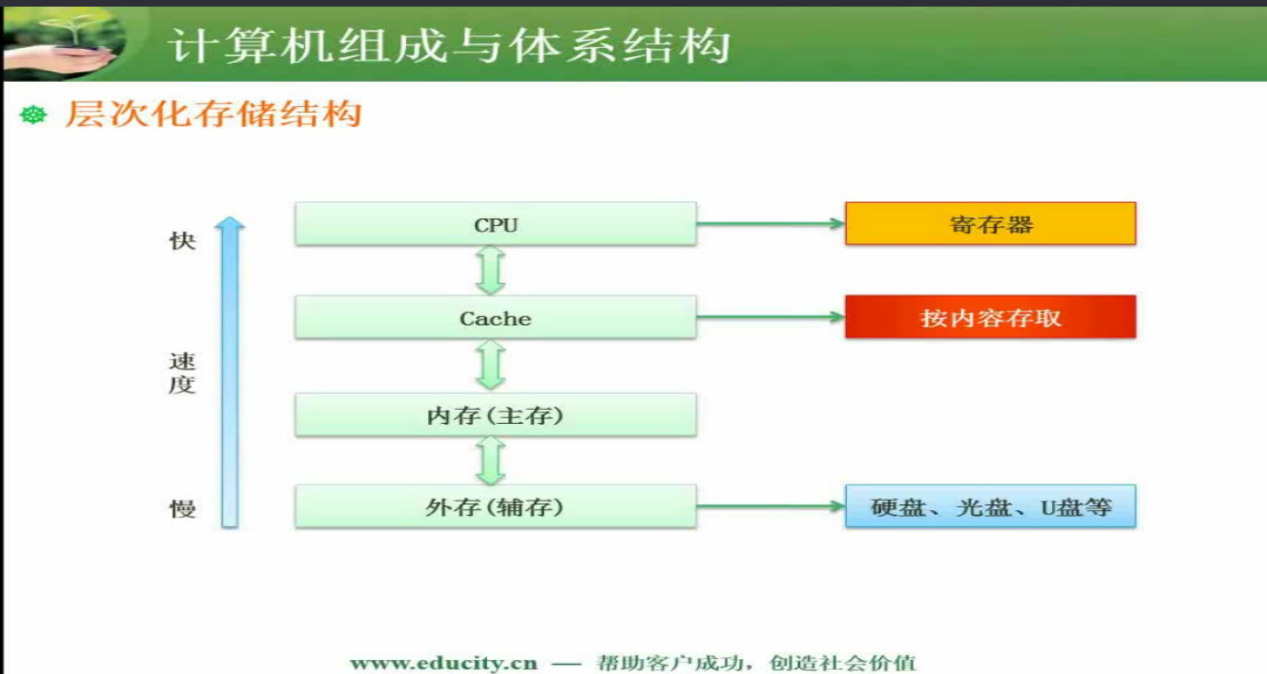 计算机组成与体系结构
层次化存储结构
快
CPU
寄存器
Cache
按内容存取
速度
内存(主存)
慢
外存(辅存)
硬盘、光盘、U盘等
www.educity.cn — 帮助客户成功，创造社会价值